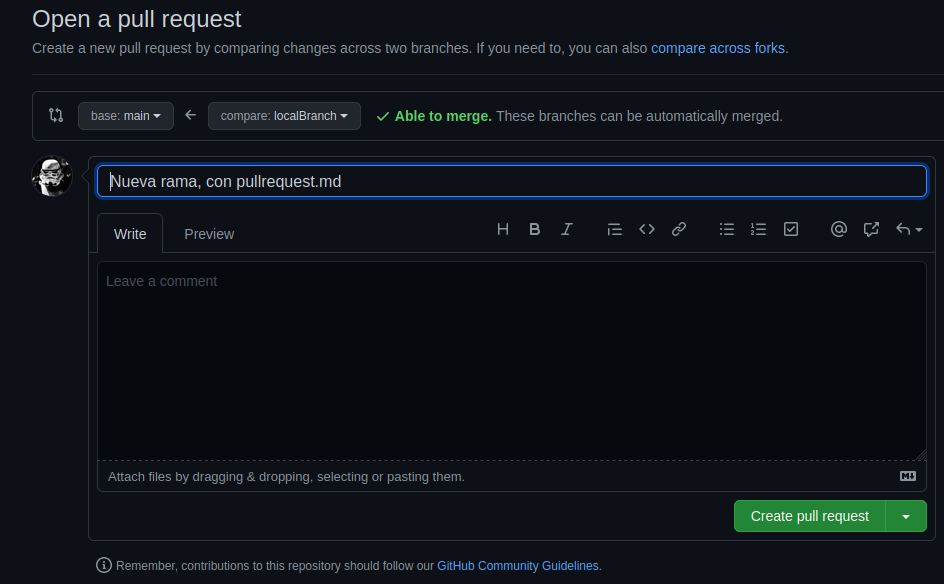 Open a pull request
Create a new pull request by comparing changes across two branches. If you need to, you can also compare across forks.
base: main
compare: localBranch
Able to merge. These branches can be automatically merged.
Nueva rama, con pullrequest.md
Write
Preview
H B I
Leave a comment
Attach files by dragging & dropping, selecting or pasting them.
Create pull request
Remember, contributions to this repository should follow our GitHub Community Guidelines.